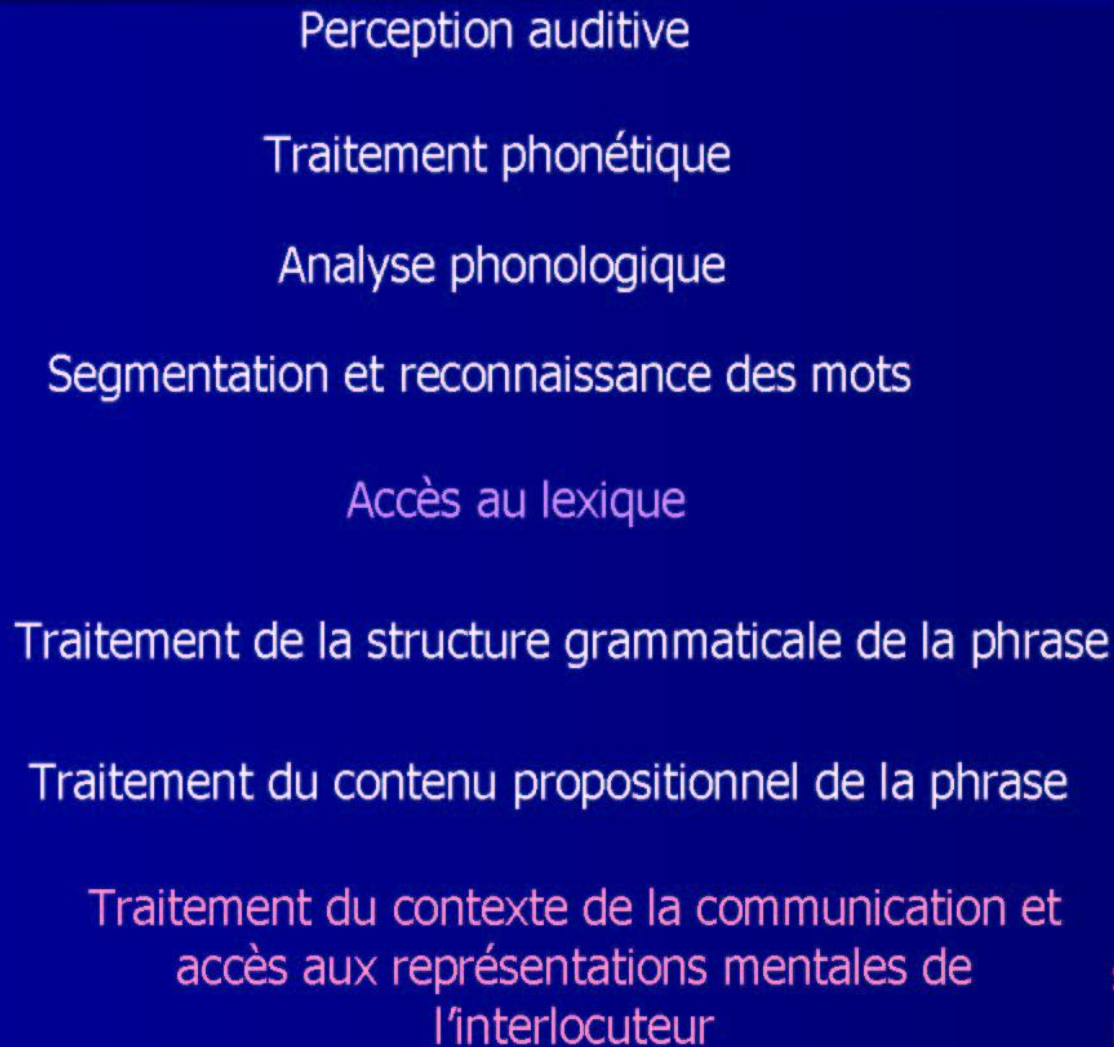 Perception auditive
Traitement phonétique
Analyse phonologique
Segmentation et reconnaissance des mots
Accès au lexique
Traitement de la structure grammaticale de la phrase
Traitement du contenu propositionnel de la phrase
Traitement du contexte de la communication et
accès aux représentations mentales de
l'interlocuteur